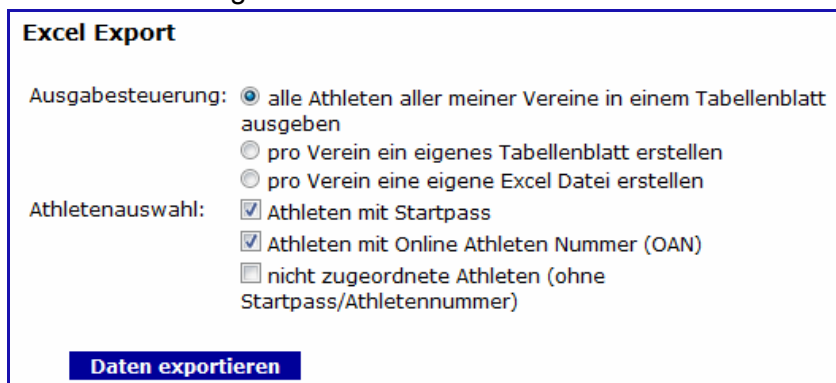 Excel Export
Ausgabesteuerung: alle Athleten aller meiner Vereine in einem Tabellenblatt
ausgeben
pro Verein ein eigenes Tabellenblatt erstellen
pro Verein eine eigene Excel Datei erstellen
Athletenauswahl: Athleten mit Startpass
Athleten mit Online Athleten Nummer (OAN)
nicht zugeordnete Athleten (ohne
Startpass/Athletennummer)
Daten exportieren